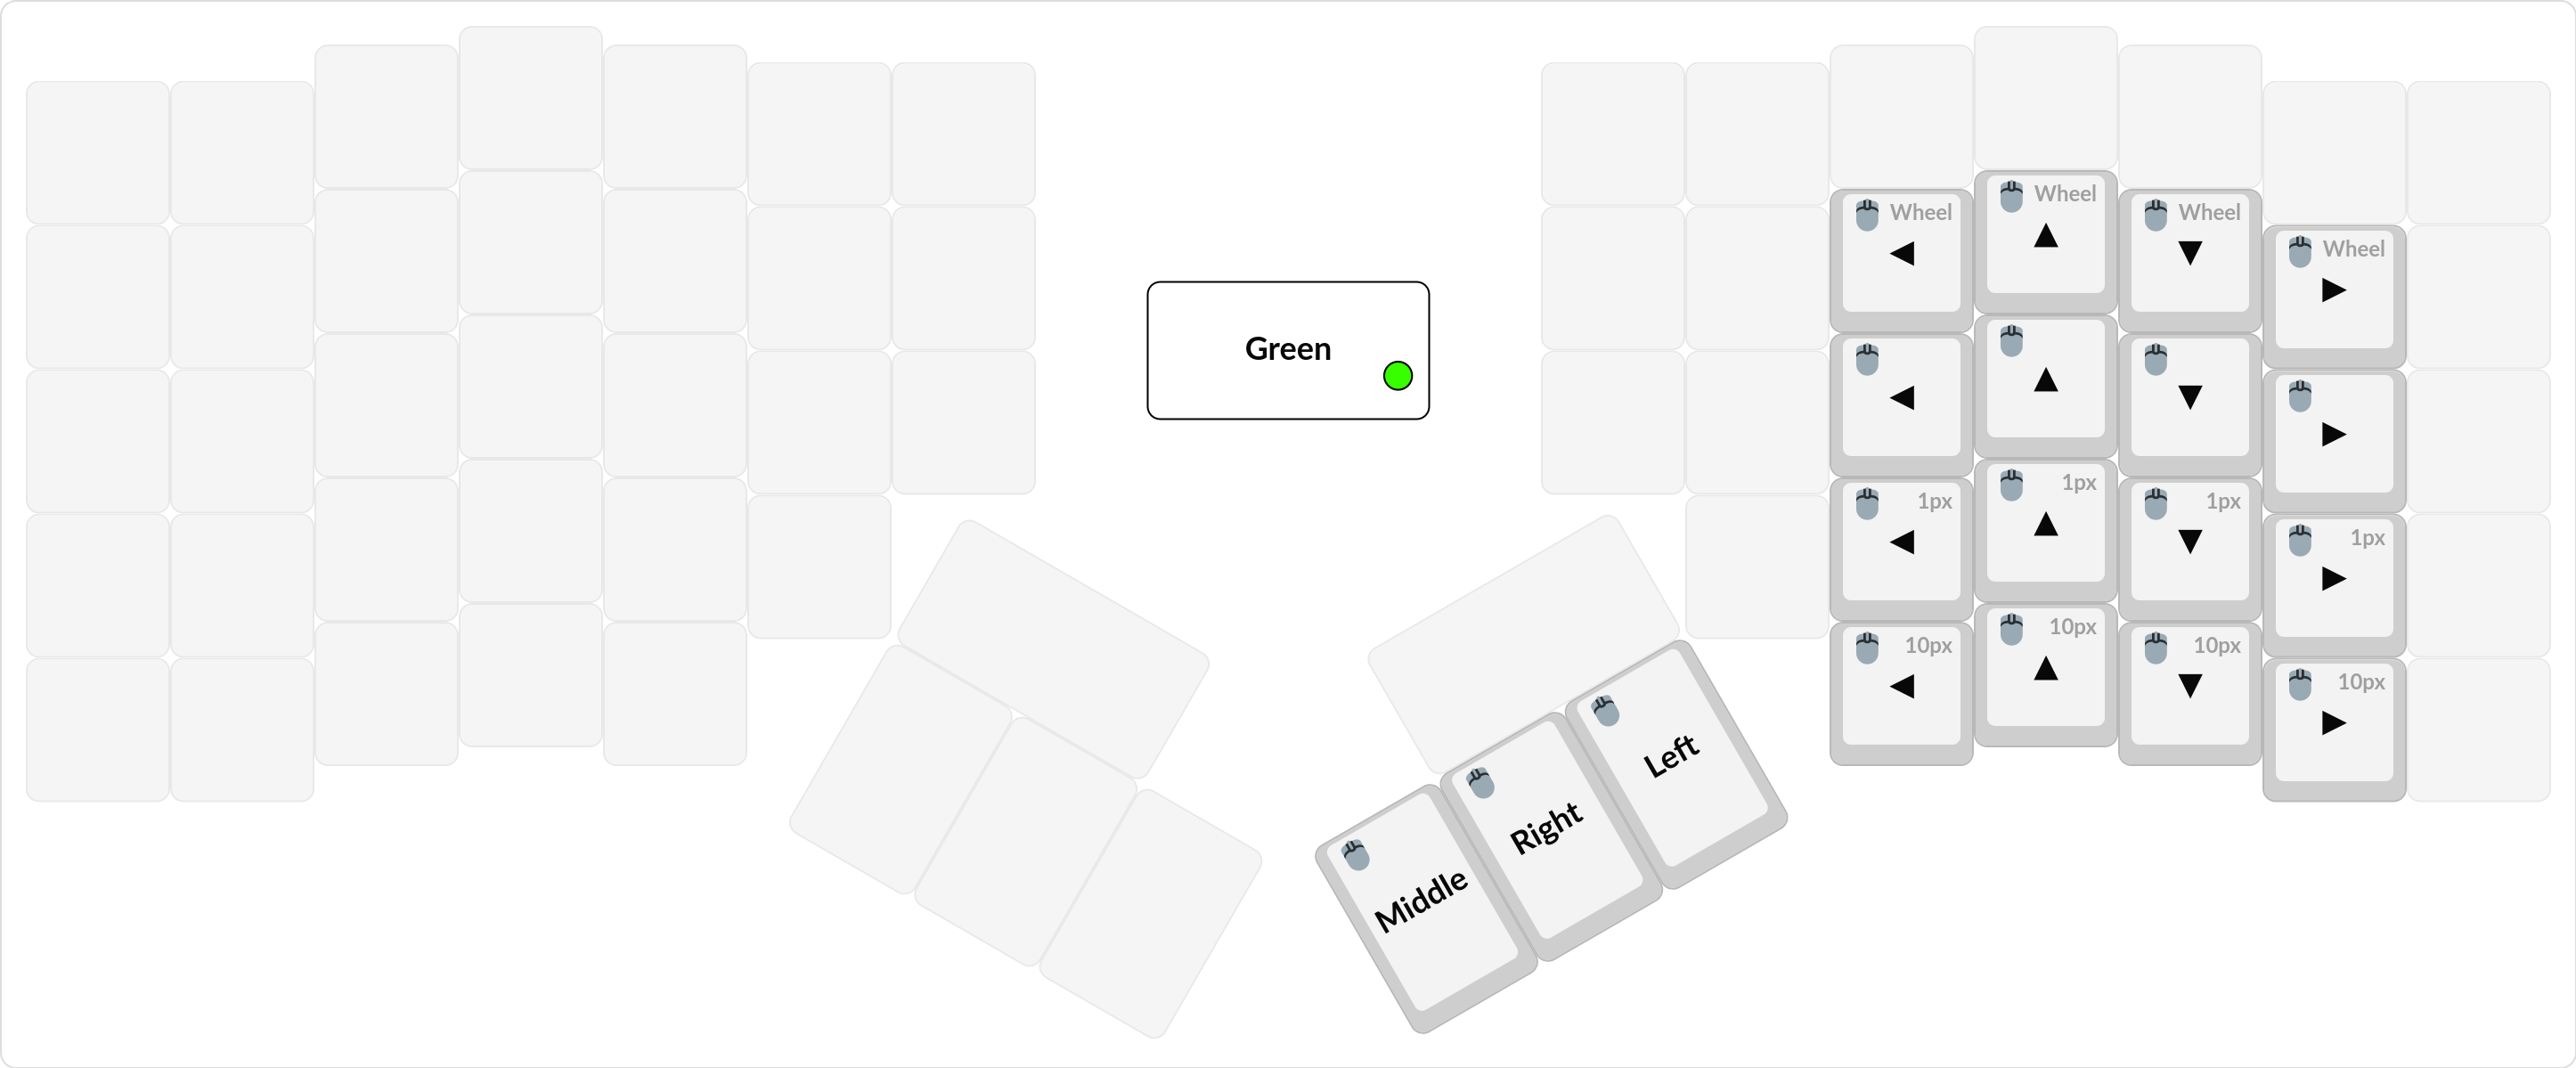 Wheel
◀
Wheel
▲
Wheel
▼
Wheel
▶
Green
◀
▲
▼
▶
1px
◀
1px
▲
1px
▼
1px
▶
10px
◀
10px
▲
10px
▼
10px
▶
Left
Right
Middle